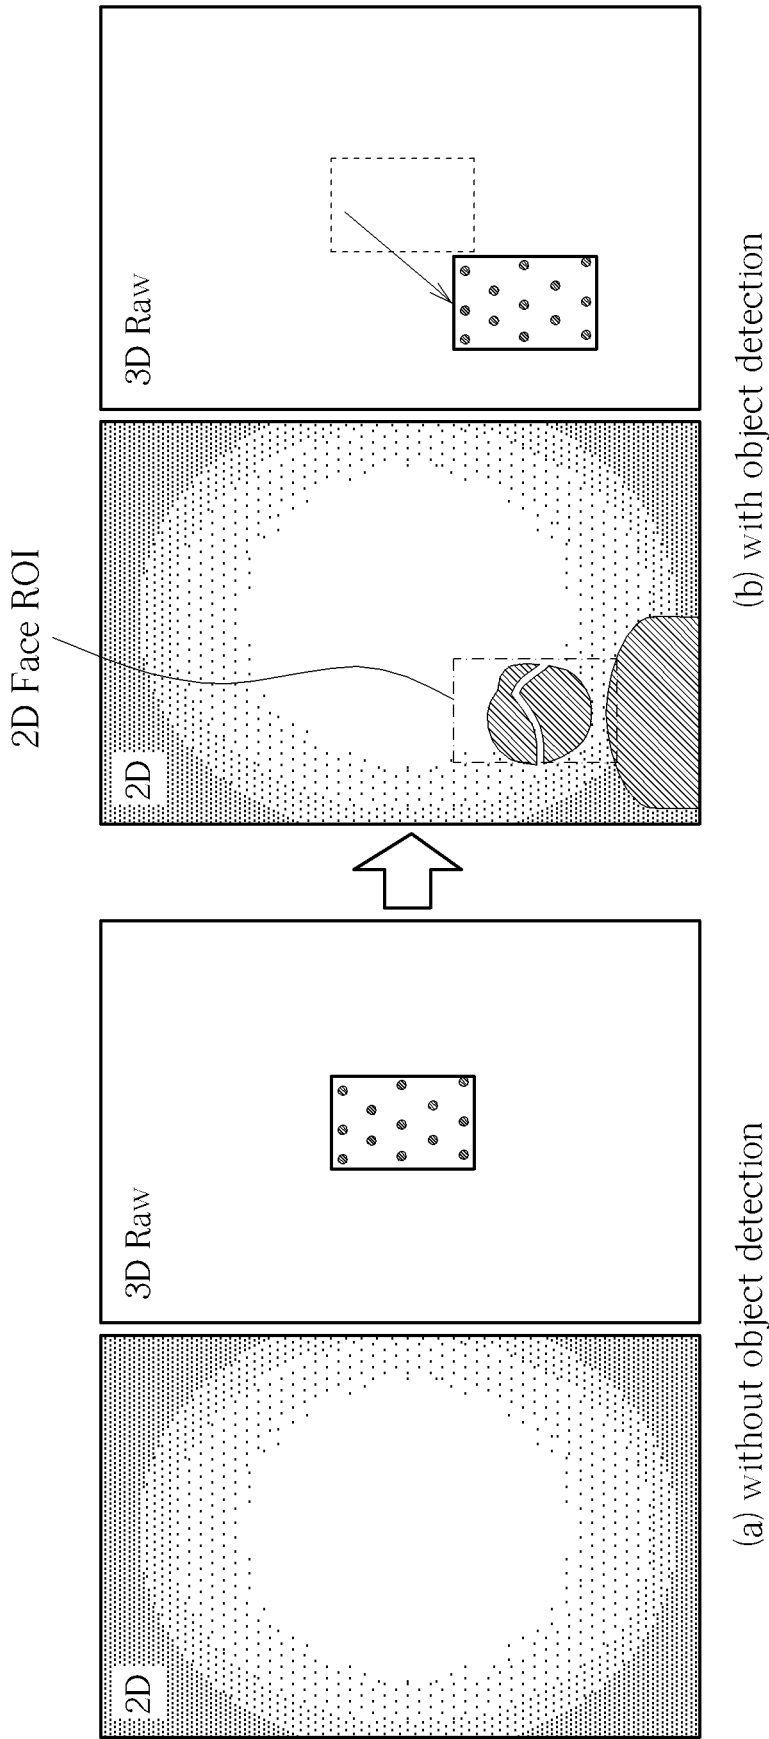 2D
3D Raw
(a) without object detection
2D Face ROI
2D
3D Raw
(b) with object detection